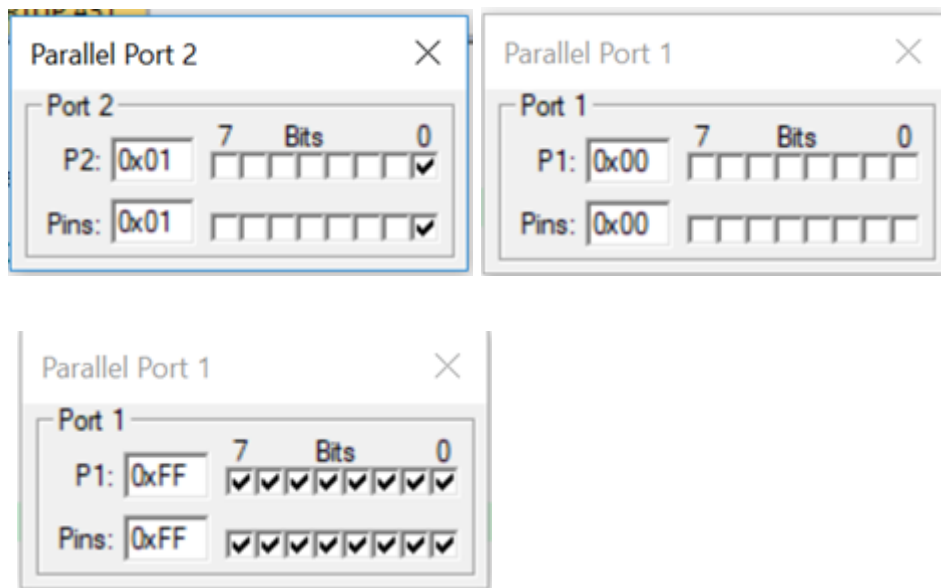 Parallel Port 2
Port 2
7 Bits 0
P2: 0x01
Pins: 0x01
Parallel Port 1
Port 1
7 Bits 0
P1: 0x00
Pins: 0x00
Parallel Port 1
Port 1
7 Bits 0
P1: 0xFF
Pins: 0xFF